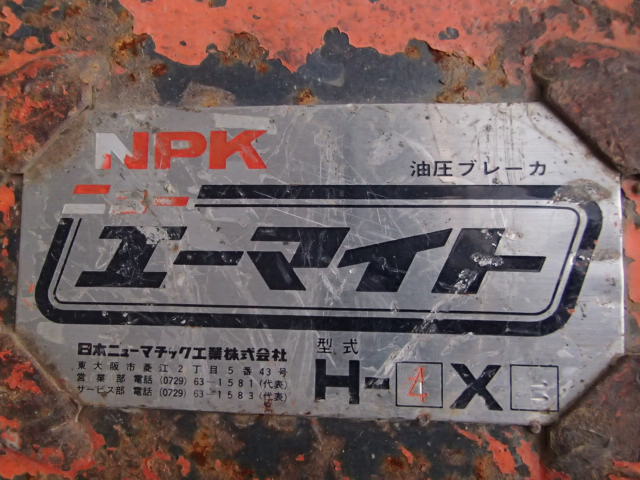 NPK
油圧ブレーカ
ニュー
ユーマイト
日本ニューマチック工業株式会社
東大阪市菱江2丁目5番43号
営業部 電話 (0729) 63-1581 (代表)
サービス部 電話 (0729) 63-1583 (代表)
型式
H-4X